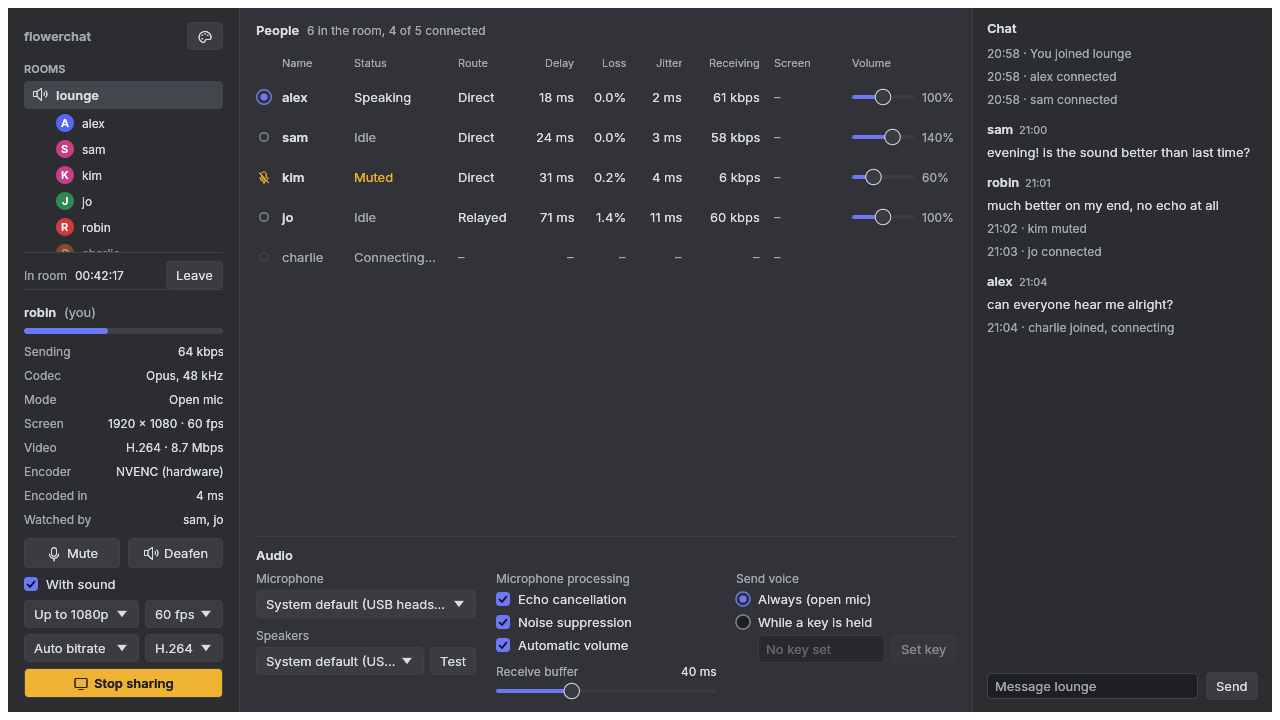 flowerchat
ROOMS
lounge
A alex
S sam
K kim
J jo
R robin
In room 00:42:17 Leave
robin (you)
Sending 64 kbps
Codec Opus, 48 kHz
Mode Open mic
Screen 1920 × 1080 · 60 fps
Video H.264 · 8.7 Mbps
Encoder NVENC (hardware)
Encoded in 4 ms
Watched by sam, jo
Mute Deafen
With sound
Up to 1080p 60 fps
Auto bitrate H.264
Stop sharing
People 6 in the room, 4 of 5 connected
Name Status Route Delay Loss Jitter Receiving Screen Volume
alex Speaking Direct 18 ms 0.0% 2 ms 61 kbps – 100%
sam Idle Direct 24 ms 0.0% 3 ms 58 kbps – 140%
kim Muted Direct 31 ms 0.2% 4 ms 6 kbps – 60%
jo Idle Relayed 71 ms 1.4% 11 ms 60 kbps – 100%
charlie Connecting... – – – – – –
Audio
Microphone
System default (USB heads...
Speakers
System default (US... Test
Microphone processing
Echo cancellation
Noise suppression
Automatic volume
Receive buffer 40 ms
Send voice
Always (open mic)
While a key is held
No key set Set key
Chat
20:58 · You joined lounge
20:58 · alex connected
20:58 · sam connected
sam 21:00
evening! is the sound better than last time?
robin 21:01
much better on my end, no echo at all
21:02 · kim muted
21:03 · jo connected
alex 21:04
can everyone hear me alright?
21:04 · charlie joined, connecting
Message lounge Send